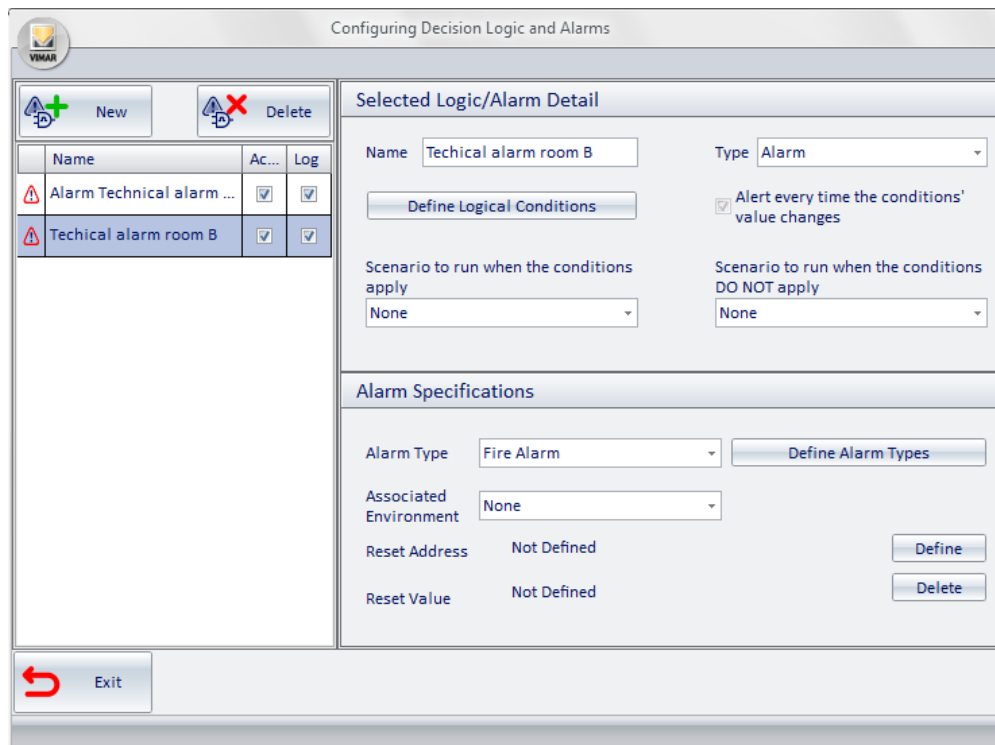 Configuring Decision Logic and Alarms
VIMAR
New
Delete
Name Ac... Log
Alarm Technical alarm ...
Techical alarm room B
Selected Logic/Alarm Detail
Name Techical alarm room B Type Alarm
Define Logical Conditions
Alert every time the conditions'
value changes
Scenario to run when the conditions
apply
None
Scenario to run when the conditions
DO NOT apply
None
Alarm Specifications
Alarm Type Fire Alarm Define Alarm Types
Associated
Environment
None
Reset Address Not Defined Define
Reset Value Not Defined Delete
Exit